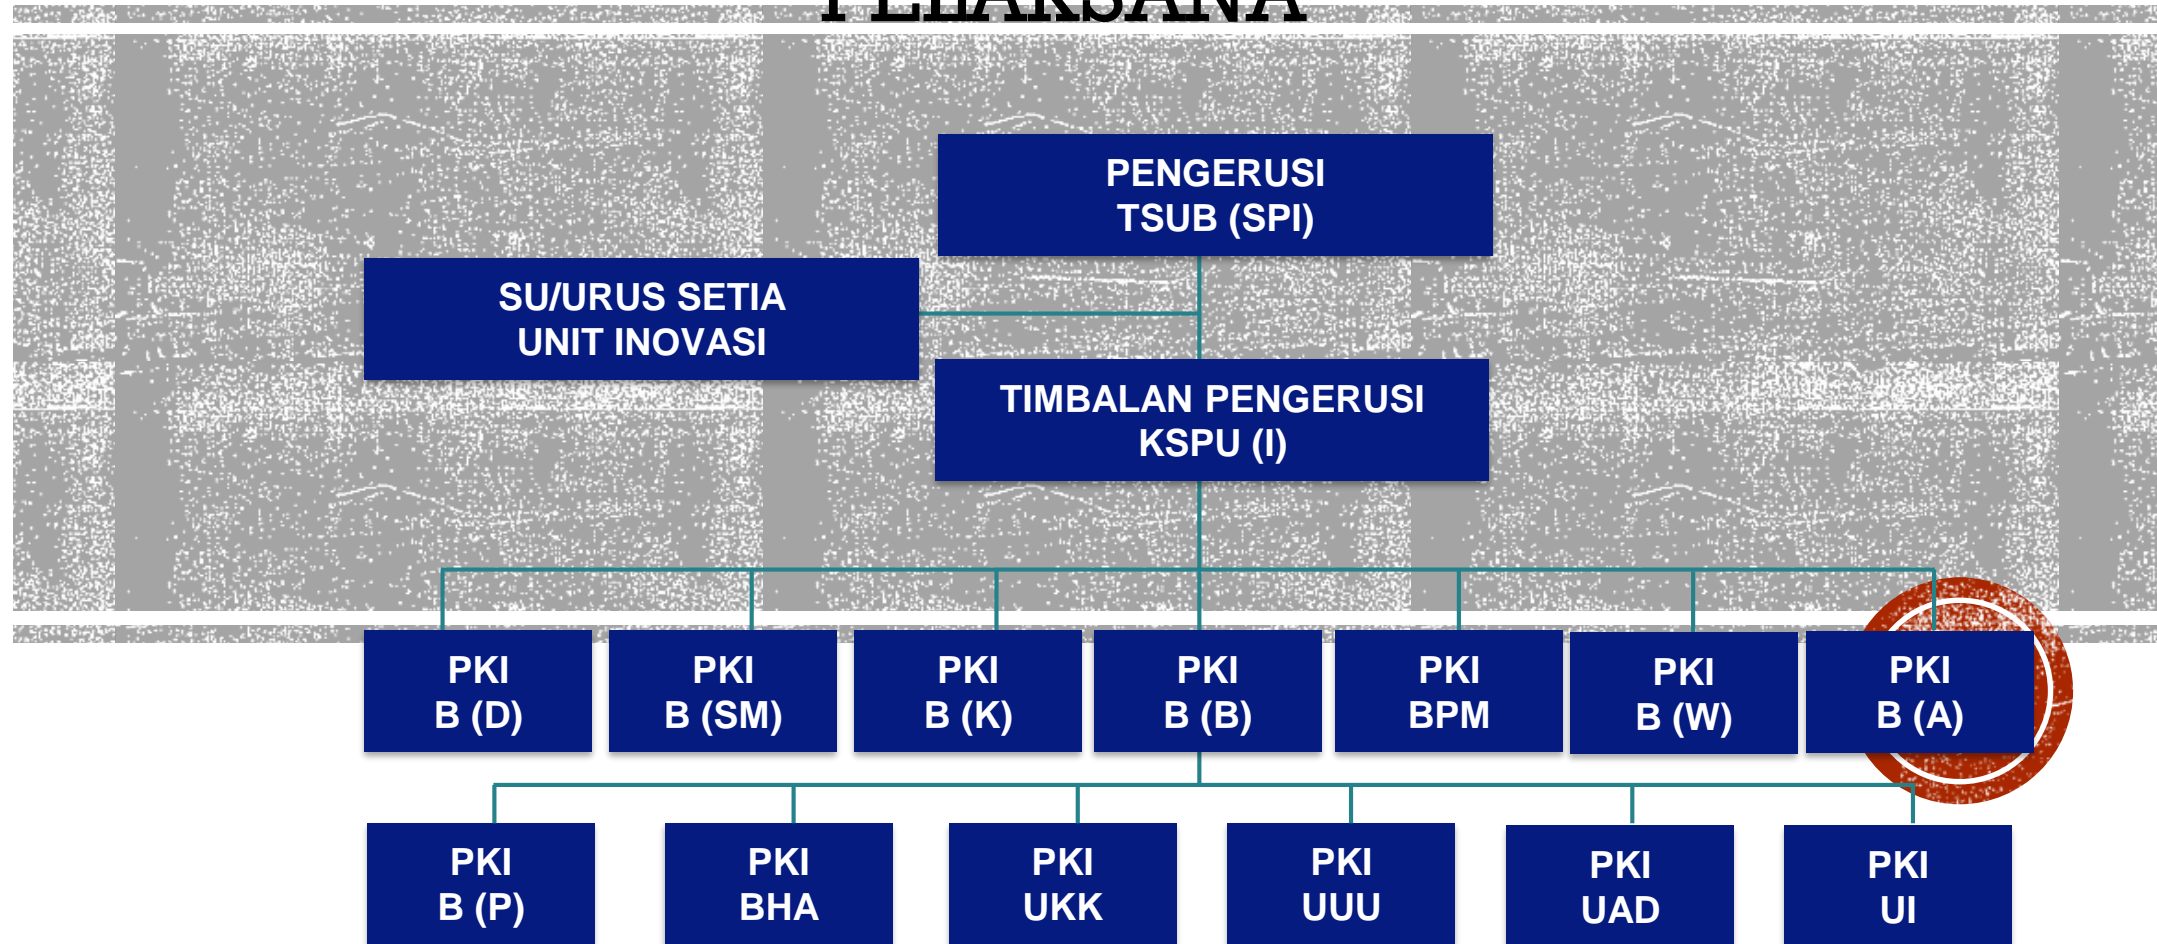 PELAKSANA
PENGERUSI
TSUB (SPI)
SU/URUS SETIA
UNIT INOVASI
TIMBALAN PENGERUSI
KSPU (I)
PKI
B (D)
PKI
B (SM)
PKI
B (K)
PKI
B (B)
PKI
BPM
PKI
B (W)
PKI
B (A)
PKI
B (P)
PKI
BHA
PKI
UKK
PKI
UUU
PKI
UAD
PKI
UI